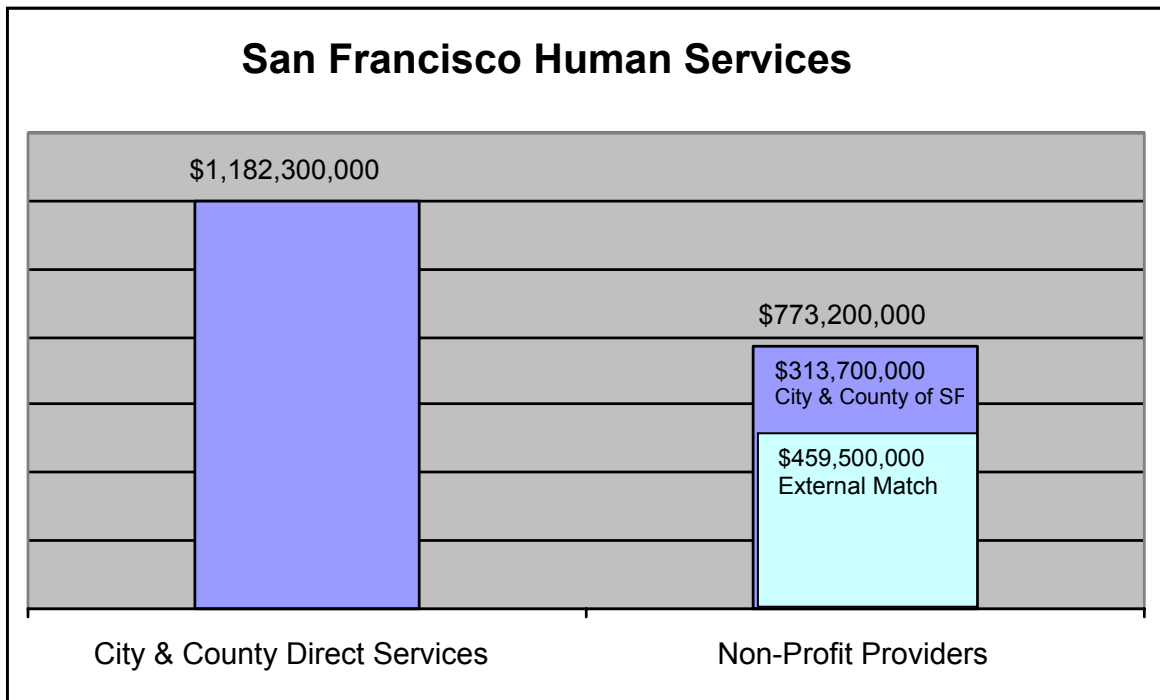 San Francisco Human Services
$1,182,300,000
$773,200,000
$313,700,000
City & County of SF
$459,500,000
External Match
City & County Direct Services
Non-Profit Providers